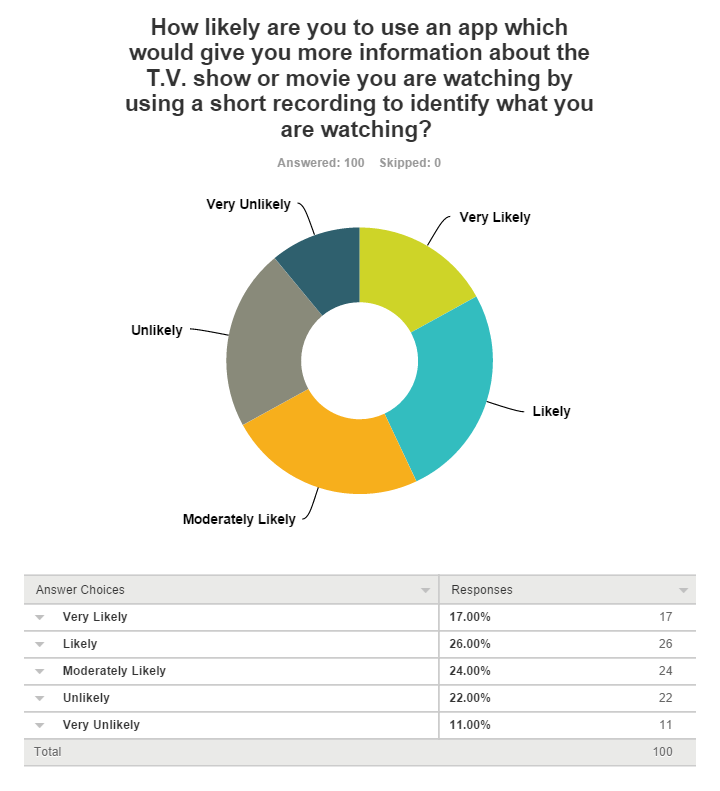 How likely are you to use an app which
would give you more information about the
T.V. show or movie you are watching by
using a short recording to identify what you
are watching?
Answered: 100 Skipped: 0
Very Unlikely
Very Likely
Unlikely
Likely
Moderately Likely
Answer Choices Responses
Very Likely 17.00% 17
Likely 26.00% 26
Moderately Likely 24.00% 24
Unlikely 22.00% 22
Very Unlikely 11.00% 11
Total 100